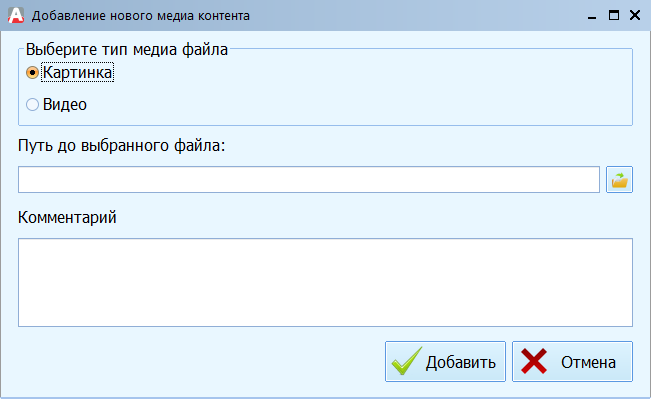 Добавление нового медиа контента
Выберите тип медиа файла
Картинка
Видео
Путь до выбранного файла:
Комментарий
Добавить
Отмена